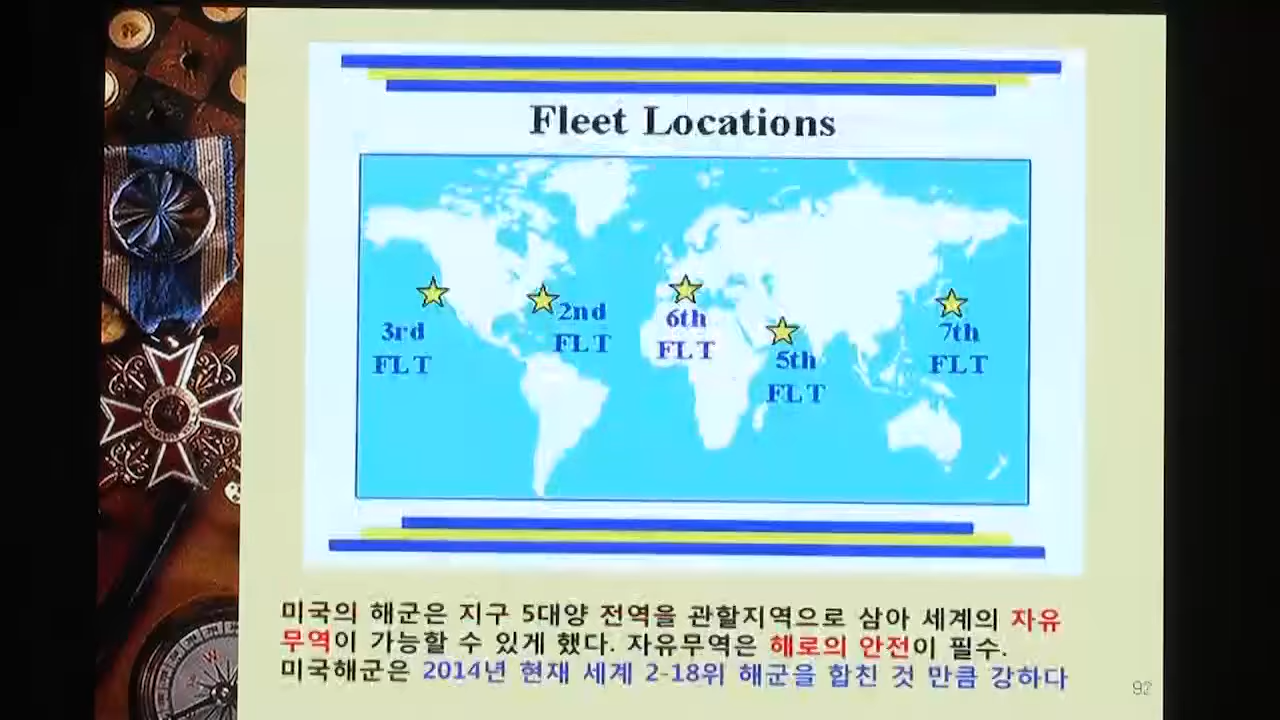 Fleet Locations
3rd
FLT
2nd
FLT
6th
FLT
5th
FLT
7th
FLT
미국의 해군은 지구 5대양 전역을 관할지역으로 삼아 세계의 자유
무역이 가능할 수 있게 했다. 자유무역은 해로의 안전이 필수.
미국해군은 2014년 현재 세계 2-18위 해군을 합친 것 만큼 강하다
92